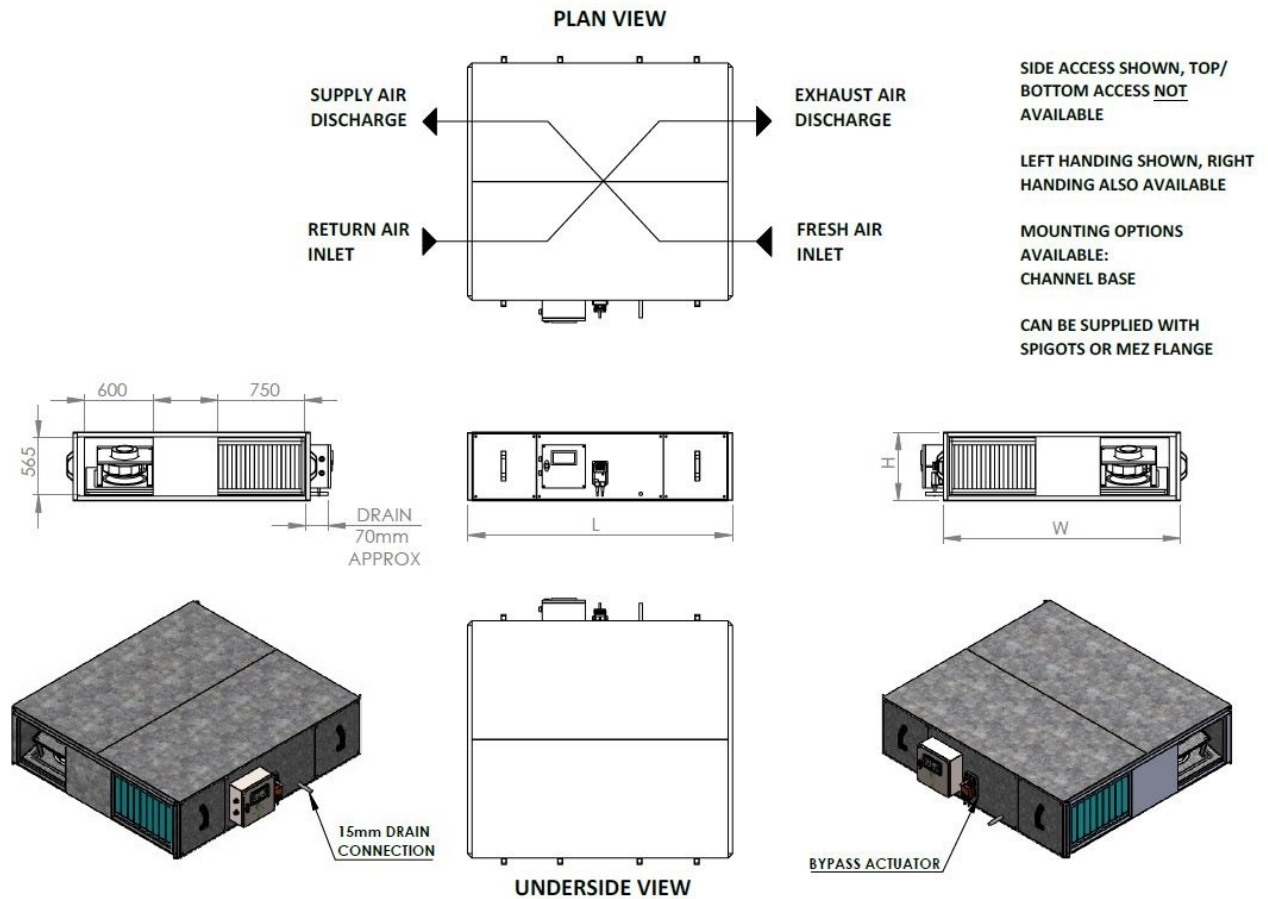 PLAN VIEW
SUPPLY AIR
DISCHARGE
EXHAUST AIR
DISCHARGE
RETURN AIR
INLET
FRESH AIR
INLET
SIDE ACCESS SHOWN, TOP/
BOTTOM ACCESS NOT
AVAILABLE
LEFT HANDING SHOWN, RIGHT
HANDING ALSO AVAILABLE
MOUNTING OPTIONS
AVAILABLE:
CHANNEL BASE
CAN BE SUPPLIED WITH
SPIGOTS OR MEZ FLANGE
600
750
565
DRAIN
70mm
APPROX
L
H
W
15mm DRAIN
CONNECTION
BYPASS ACTUATOR
UNDERSIDE VIEW